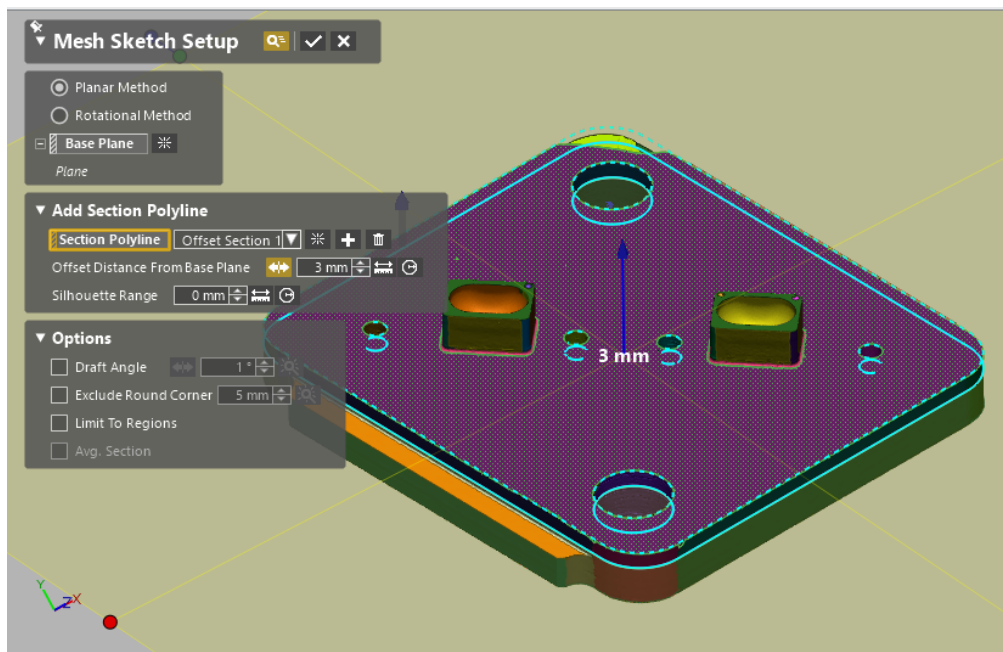 Mesh Sketch Setup
Planar Method
Rotational Method
Base Plane
Plane
Add Section Polyline
Section Polyline Offset Section 1
Offset Distance From Base Plane 3 mm
Silhouette Range 0 mm
Options
Draft Angle 1 °
Exclude Round Corner 5 mm
Limit To Regions
Avg. Section
3 mm
Y
Z X